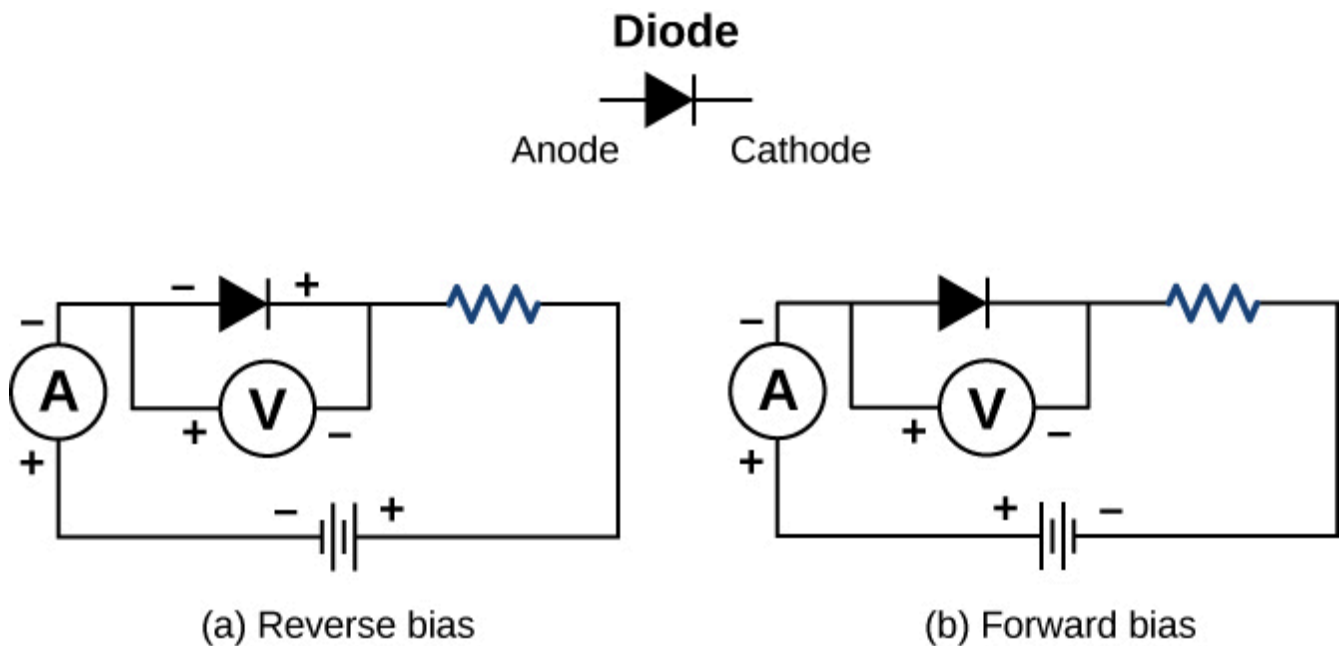 Diode
Anode Cathode
− +
−
A V
+ − +
− +
(a) Reverse bias
−
A V
+ − +
+ −
(b) Forward bias